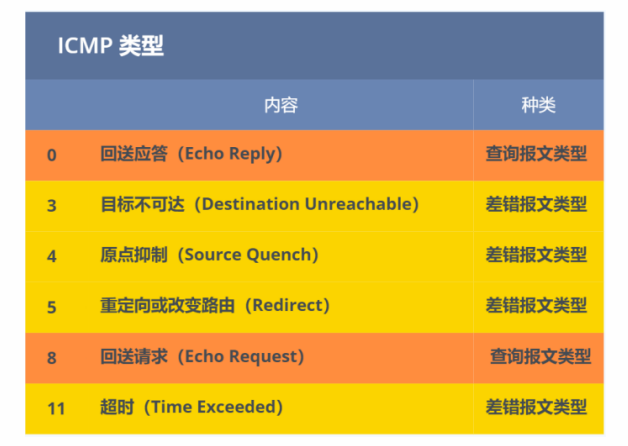 ICMP 类型
内容 种类
0 回送应答（Echo Reply） 查询报文类型
3 目标不可达（Destination Unreachable） 差错报文类型
4 原点抑制（Source Quench） 差错报文类型
5 重定向或改变路由（Redirect） 差错报文类型
8 回送请求（Echo Request） 查询报文类型
11 超时（Time Exceeded） 差错报文类型